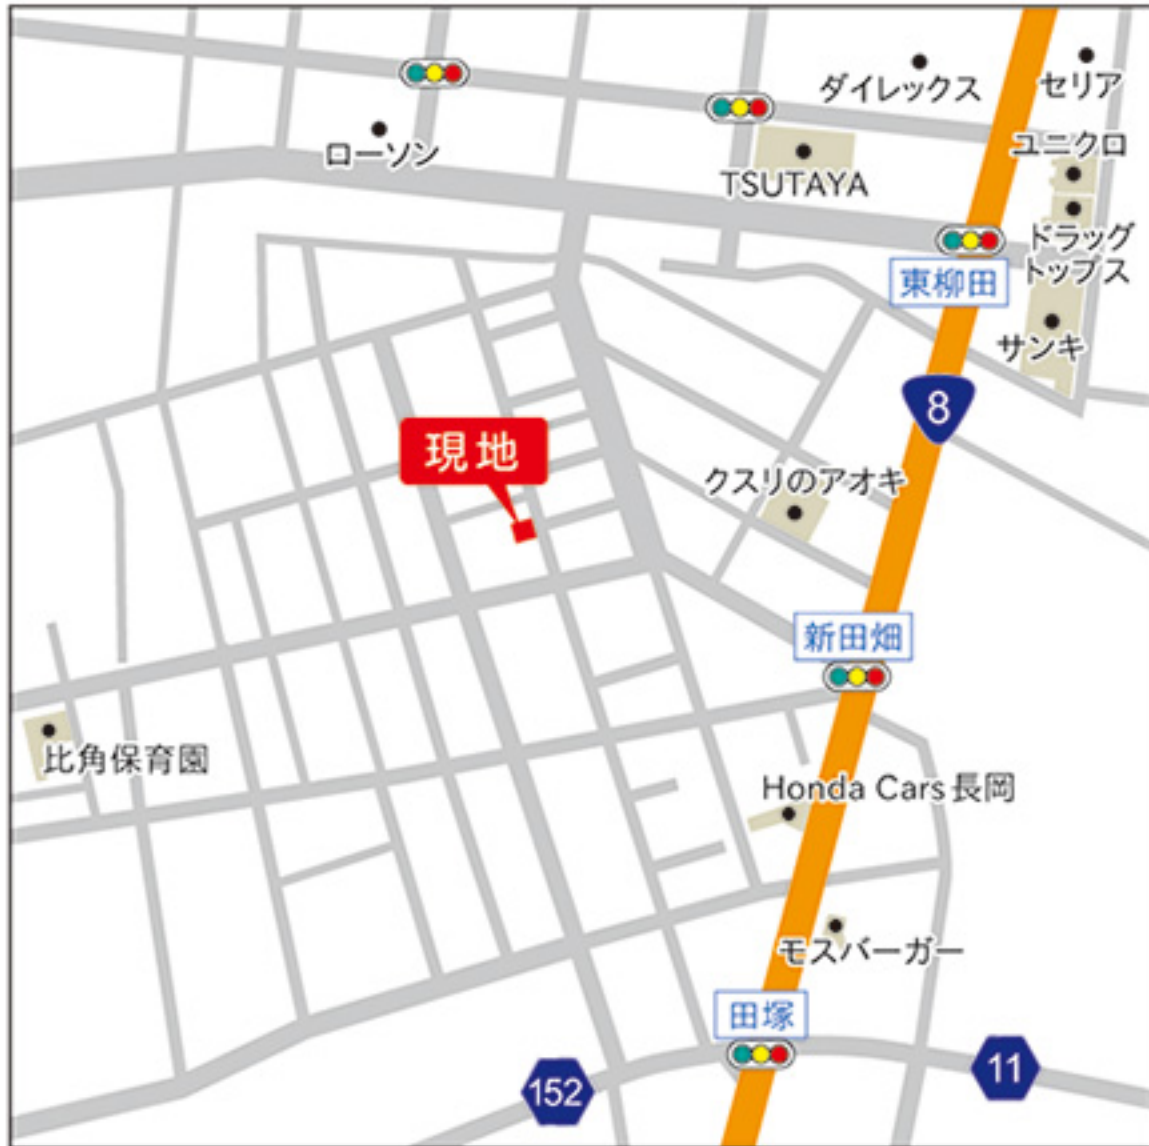 ダイレックス
セリア
ローソン
ユニクロ
TSUTAYA
ドラッグ
トップス
東柳田
サンキ
8
現地
クスリのアオキ
新田畑
比角保育園
Honda Cars 長岡
モスバーガー
田塚
152
11